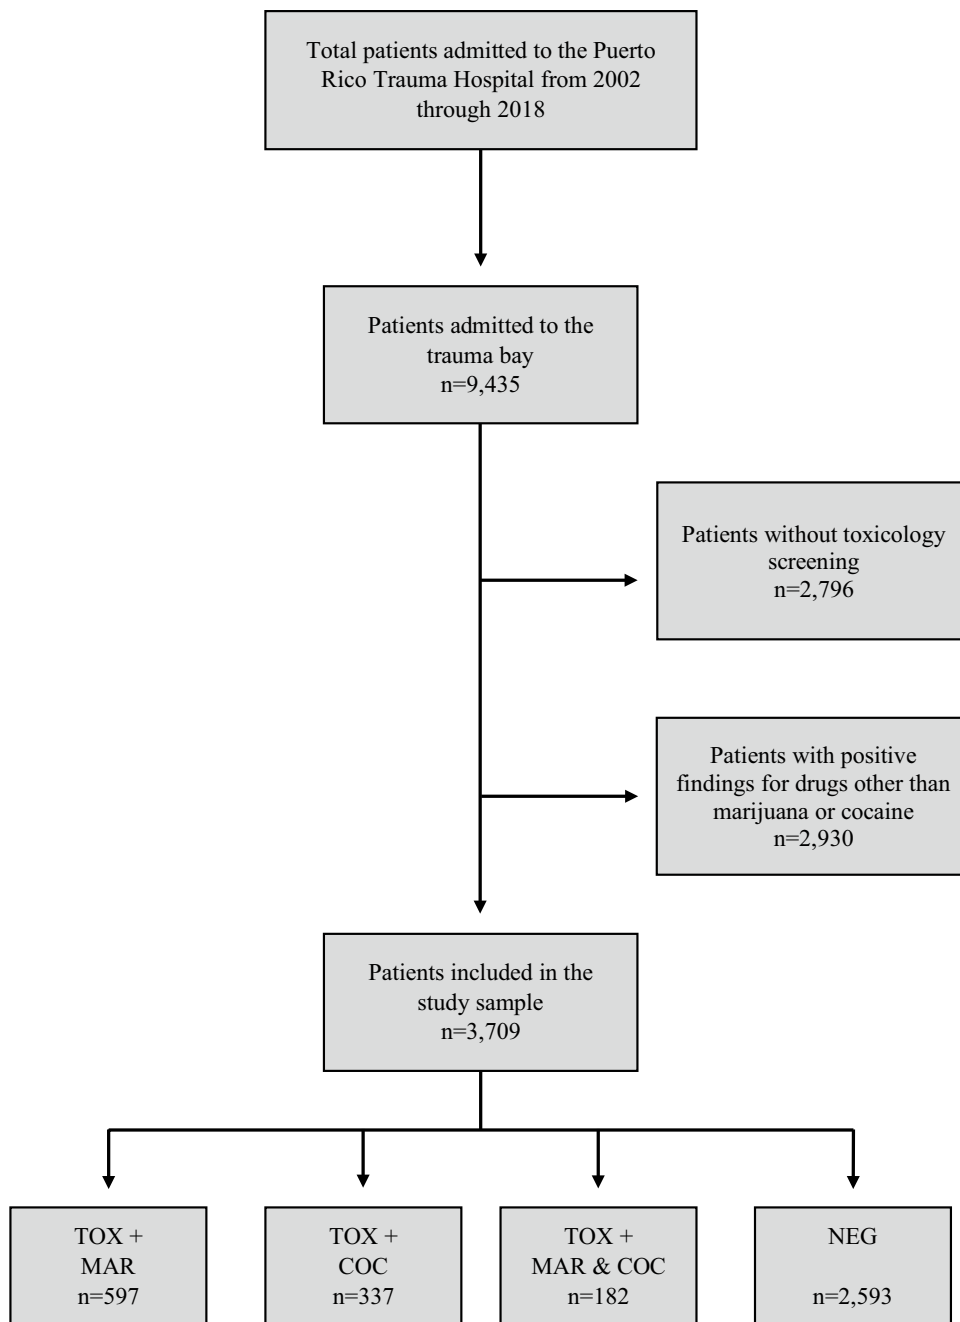 Total patients admitted to the Puerto
Rico Trauma Hospital from 2002
through 2018
Patients admitted to the
trauma bay
n=9,435
Patients without toxicology
screening
n=2,796
Patients with positive
findings for drugs other than
marijuana or cocaine
n=2,930
Patients included in the
study sample
n=3,709
TOX +
MAR
n=597
TOX +
COC
n=337
TOX +
MAR & COC
n=182
NEG
n=2,593